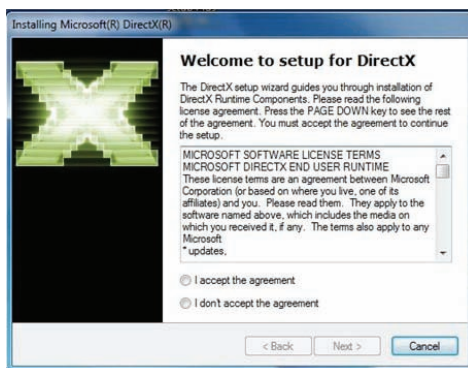 Installing Microsoft(R) DirectX(R)
Welcome to setup for DirectX
The DirectX setup wizard guides you through installation of
DirectX Runtime Components. Please read the following
license agreement. Press the PAGE DOWN key to see the rest
of the agreement. You must accept the agreement to continue
the setup.
MICROSOFT SOFTWARE LICENSE TERMS
MICROSOFT DIRECTX END USER RUNTIME
These license terms are an agreement between Microsoft
Corporation (or based on where you live, one of its
affiliates) and you. Please read them. They apply to the
software named above, which includes the media on
which you received it, if any. The terms also apply to any
Microsoft
* updates,
I accept the agreement
I don't accept the agreement
< Back
Next >
Cancel